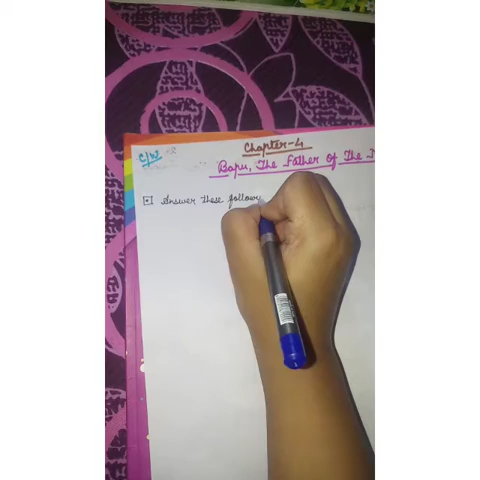 C/W
Chapter-4
Bapu, The Father Of The
Answer these follow